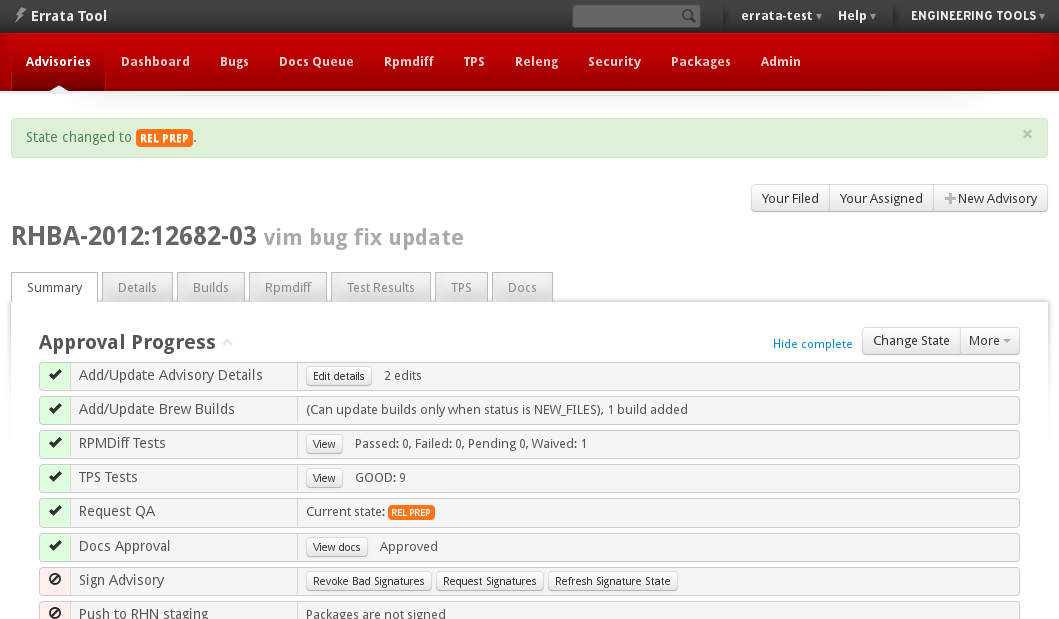 Errata Tool
errata-test ▾ Help ▾ ENGINEERING TOOLS ▾
Advisories Dashboard Bugs Docs Queue Rpmdiff TPS Releng Security Packages Admin
State changed to REL PREP. ×
Your Filed Your Assigned New Advisory
RHBA-2012:12682-03 vim bug fix update
Summary Details Builds Rpmdiff Test Results TPS Docs
Approval Progress Hide complete Change State More
Add/Update Advisory Details Edit details 2 edits
Add/Update Brew Builds (Can update builds only when status is NEW_FILES), 1 build added
RPMDiff Tests View Passed: 0, Failed: 0, Pending 0, Waived: 1
TPS Tests View GOOD: 9
Request QA Current state: REL PREP
Docs Approval View docs Approved
Sign Advisory Revoke Bad Signatures Request Signatures Refresh Signature State
Push to RHN staging Packages are not signed